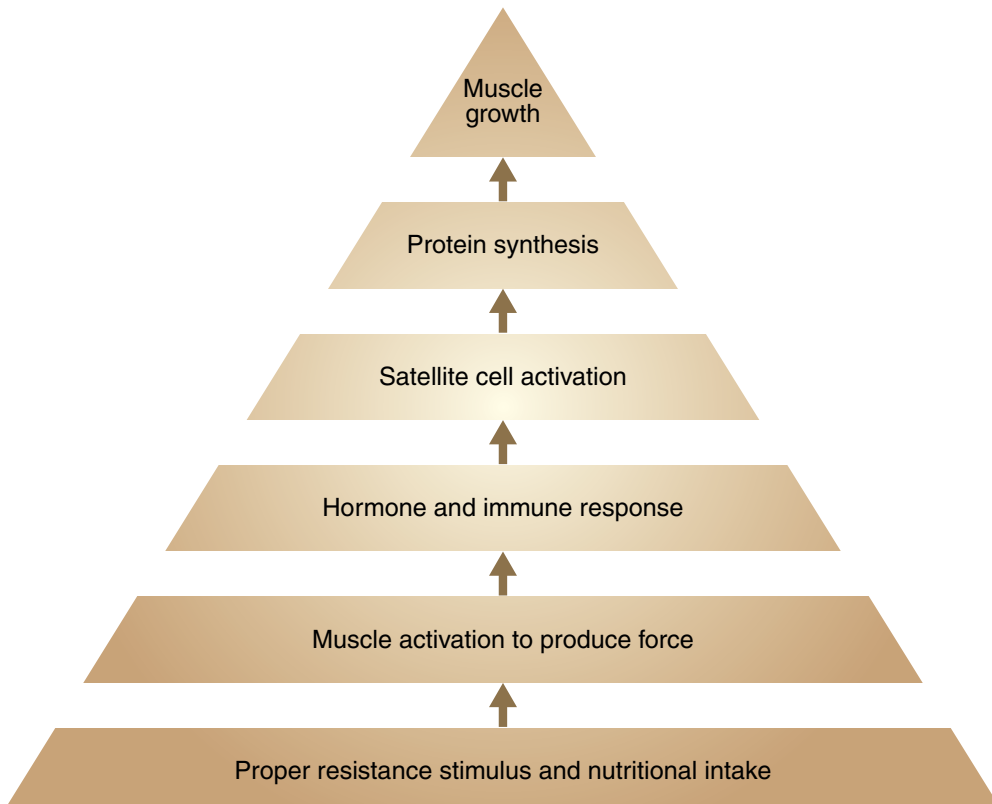 Muscle
growth
Protein synthesis
Satellite cell activation
Hormone and immune response
Muscle activation to produce force
Proper resistance stimulus and nutritional intake